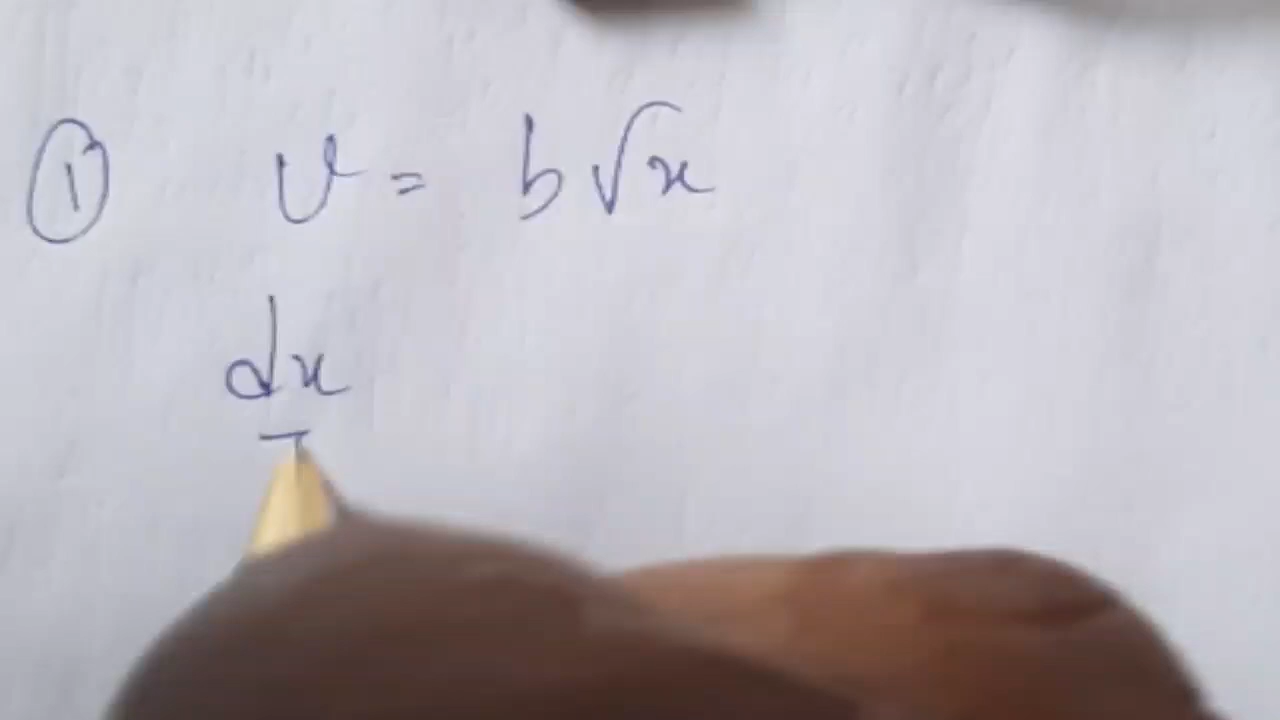 ① v = b√x
dx